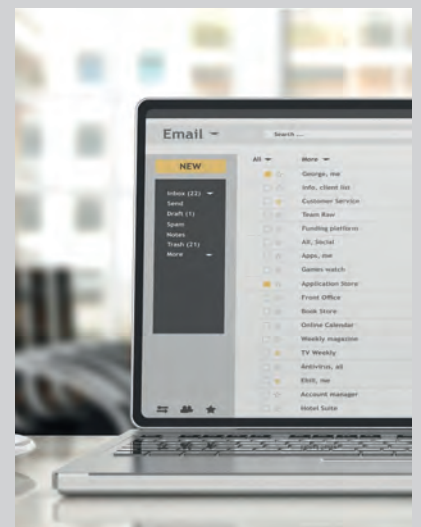 Email
Search ...
NEW
All
More
Inbox (22)
Send
Draft (1)
Spam
Notes
Trash (21)
More
George, me
Info, client list
Customer Service
Team Raw
Funding platform
All, Social
Apps, me
Games watch
Application Store
Front Office
Book Store
Online Calendar
Weekly magazine
TV Weekly
Antivirus, all
Account manager
Hotel Suite